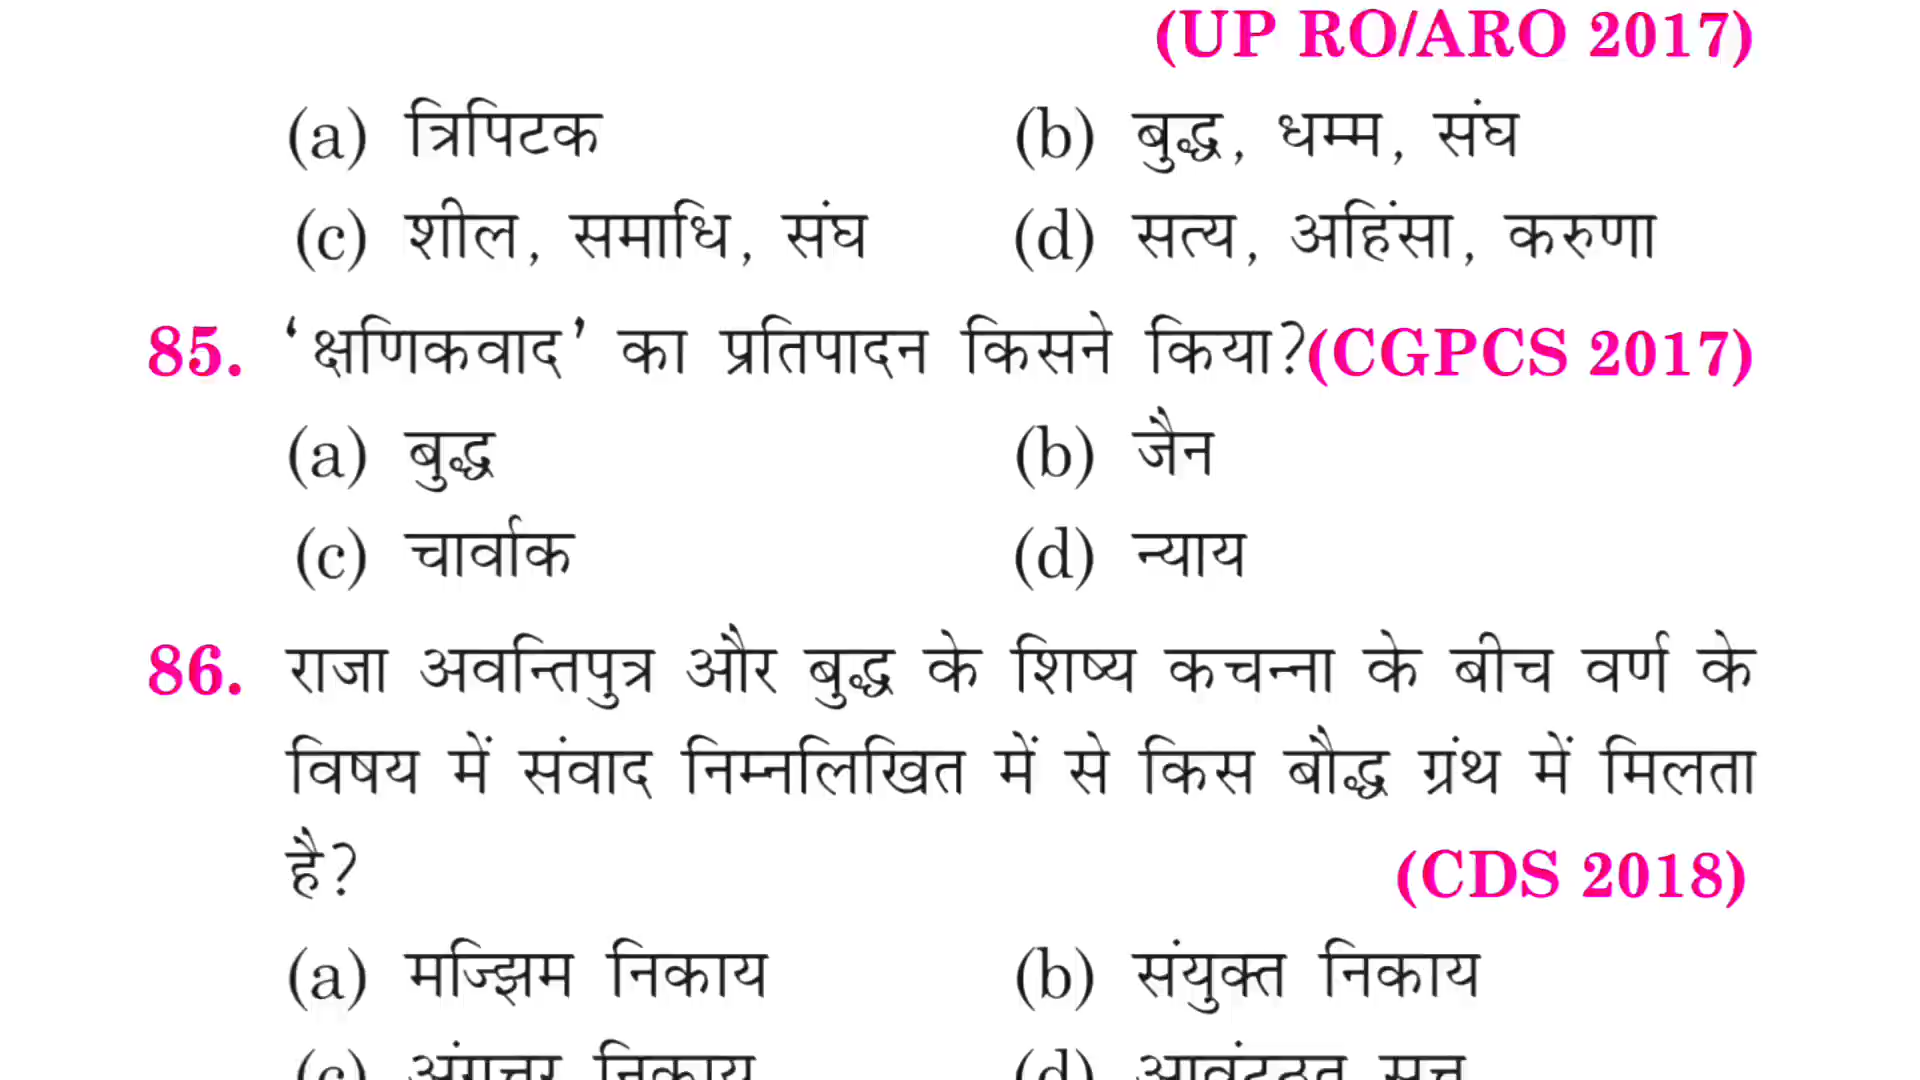 (UP RO/ARO 2017)
(a) त्रिपिटक (b) बुद्ध, धम्म, संघ
(c) शील, समाधि, संघ (d) सत्य, अहिंसा, करुणा
85. 'क्षणिकवाद' का प्रतिपादन किसने किया?(CGPCS 2017)
(a) बुद्ध (b) जैन
(c) चार्वाक (d) न्याय
86. राजा अवन्तिपुत्र और बुद्ध के शिष्य कचन्ना के बीच वर्ण के
विषय में संवाद निम्नलिखित में से किस बौद्ध ग्रंथ में मिलता
है? (CDS 2018)
(a) मज्झिम निकाय (b) संयुक्त निकाय
(c) अंगुत्तर निकाय (d)